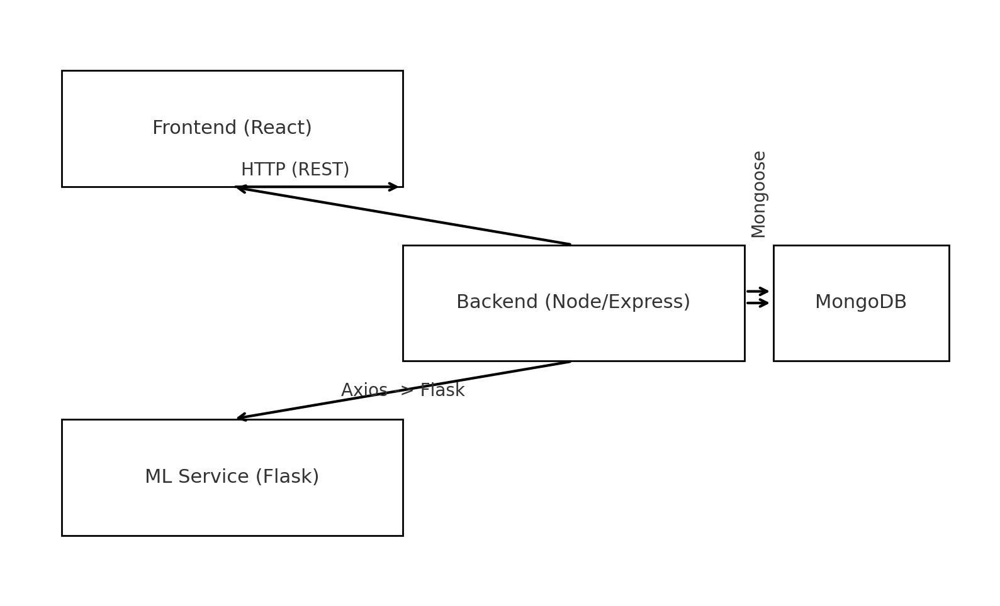 Frontend (React)
HTTP (REST)
Mongoose
Backend (Node/Express)
MongoDB
Axios -> Flask
ML Service (Flask)